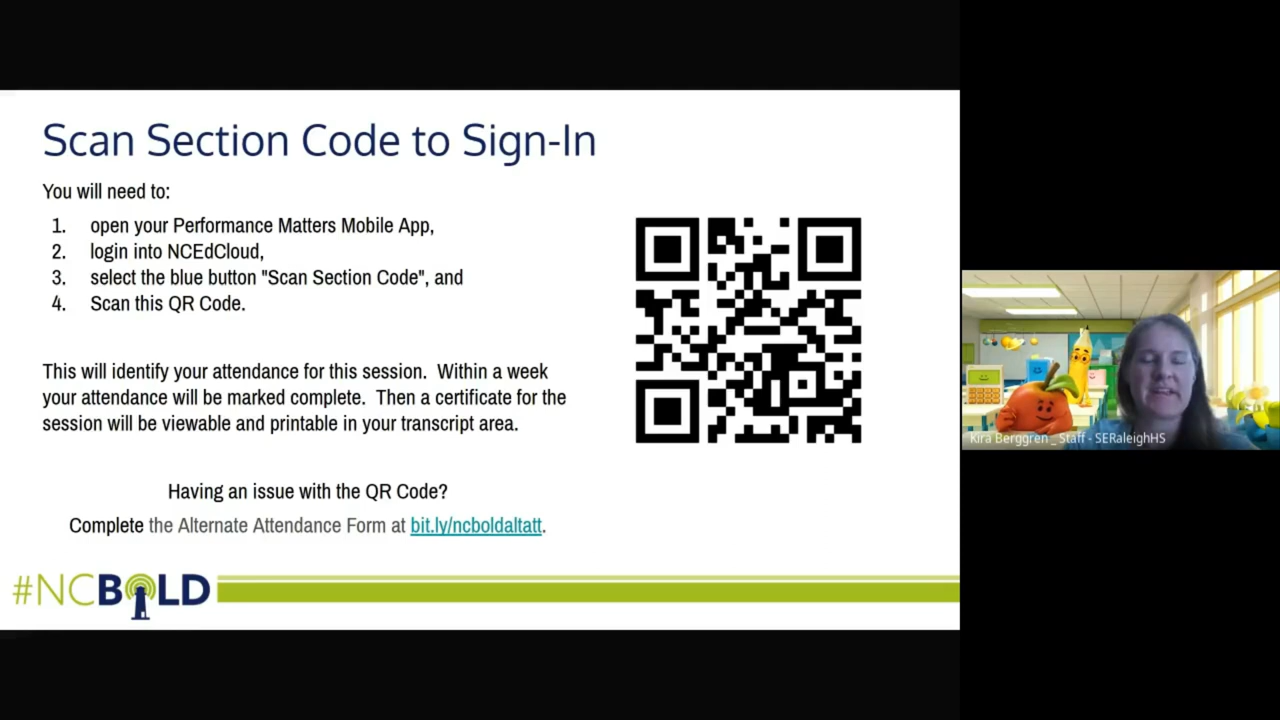 Scan Section Code to Sign-In
You will need to:
1. open your Performance Matters Mobile App,
2. login into NCEdCloud,
3. select the blue button "Scan Section Code", and
4. Scan this QR Code.
This will identify your attendance for this session. Within a week
your attendance will be marked complete. Then a certificate for the
session will be viewable and printable in your transcript area.
Having an issue with the QR Code?
Complete the Alternate Attendance Form at bit.ly/ncboldaltatt.
#NCBOLD
Kira Berggren _ Staff - SERaleighHS